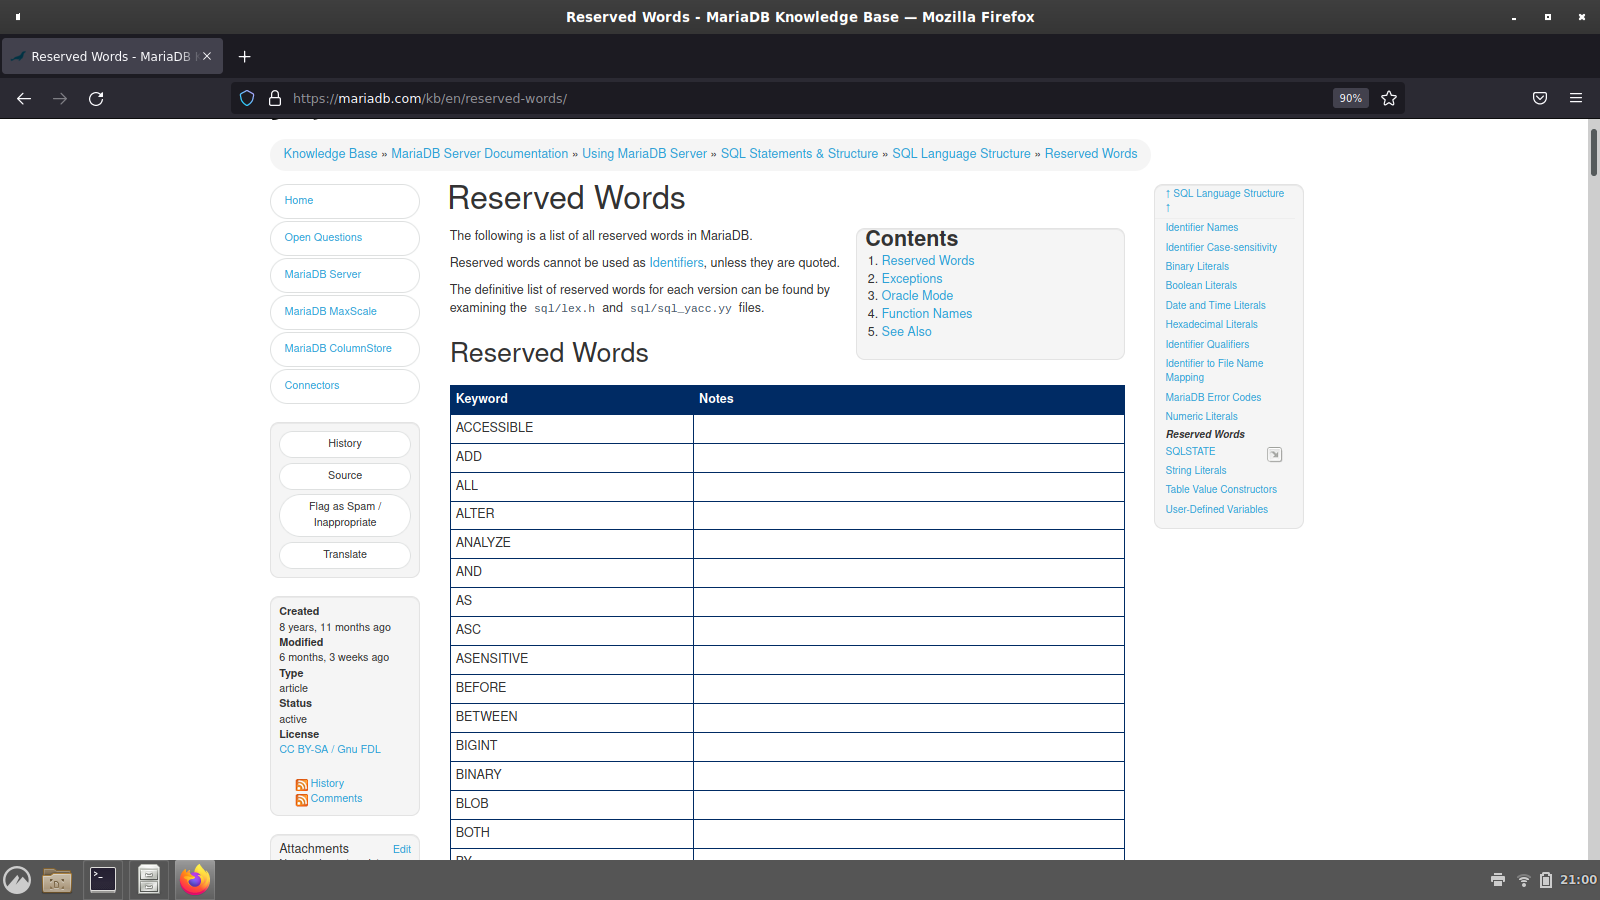 Reserved Words - MariaDB Knowledge Base — Mozilla Firefox
Reserved Words - MariaDB
https://mariadb.com/kb/en/reserved-words/
90%
Knowledge Base » MariaDB Server Documentation » Using MariaDB Server » SQL Statements & Structure » SQL Language Structure » Reserved Words
Home
Open Questions
MariaDB Server
MariaDB MaxScale
MariaDB ColumnStore
Connectors
History
Source
Flag as Spam /
Inappropriate
Translate
Created
8 years, 11 months ago
Modified
6 months, 3 weeks ago
Type
article
Status
active
License
CC BY-SA / Gnu FDL
History
Comments
Attachments Edit
Reserved Words
The following is a list of all reserved words in MariaDB.
Reserved words cannot be used as Identifiers, unless they are quoted.
The definitive list of reserved words for each version can be found by
examining the sql/lex.h and sql/sql_yacc.yy files.
Contents
1. Reserved Words
2. Exceptions
3. Oracle Mode
4. Function Names
5. See Also
Reserved Words
Keyword Notes
ACCESSIBLE
ADD
ALL
ALTER
ANALYZE
AND
AS
ASC
ASENSITIVE
BEFORE
BETWEEN
BIGINT
BINARY
BLOB
BOTH
BY
↑ SQL Language Structure
↑
Identifier Names
Identifier Case-sensitivity
Binary Literals
Boolean Literals
Date and Time Literals
Hexadecimal Literals
Identifier Qualifiers
Identifier to File Name
Mapping
MariaDB Error Codes
Numeric Literals
Reserved Words
SQLSTATE
String Literals
Table Value Constructors
User-Defined Variables
21:00